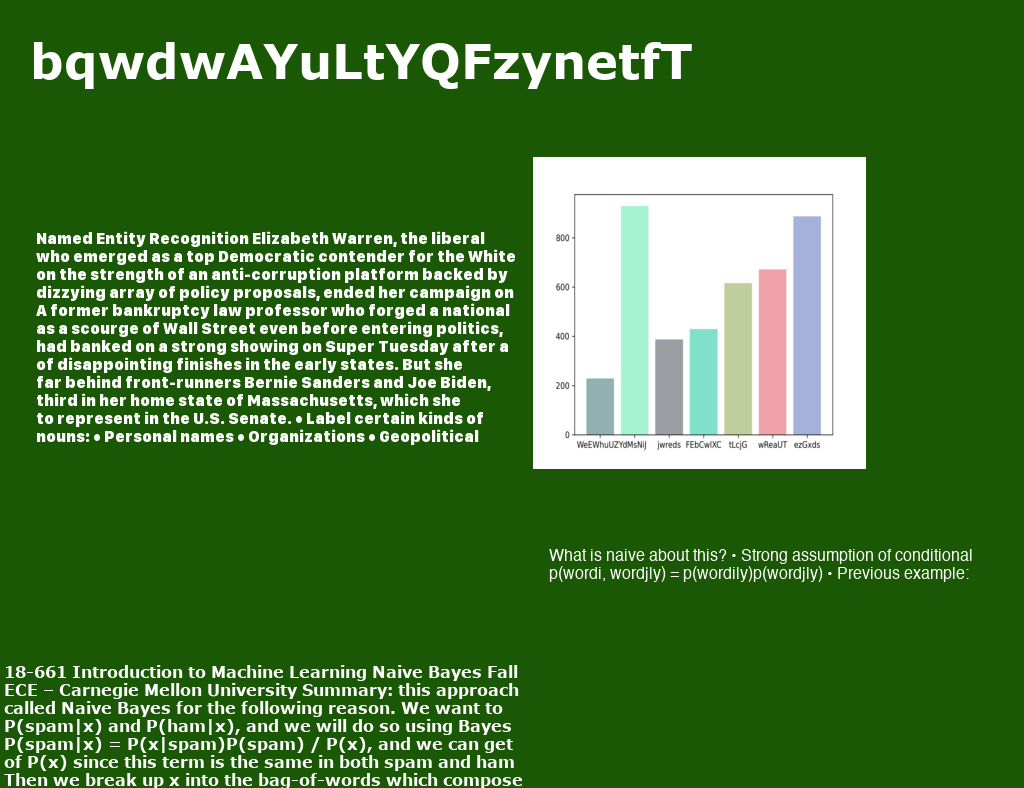 bqwdwAYuLtYQFzynetfT
Named Entity Recognition Elizabeth Warren, the liberal
who emerged as a top Democratic contender for the White
on the strength of an anti-corruption platform backed by
dizzying array of policy proposals, ended her campaign on
A former bankruptcy law professor who forged a national
as a scourge of Wall Street even before entering politics,
had banked on a strong showing on Super Tuesday after a
of disappointing finishes in the early states. But she
far behind front-runners Bernie Sanders and Joe Biden,
third in her home state of Massachusetts, which she
to represent in the U.S. Senate. • Label certain kinds of
nouns: • Personal names • Organizations • Geopolitical
800
600
400
200
0
WeEWhuUZYdMsNiJ jwreds FEbCwIXC tLcjG wReaUT ezGxds
What is naive about this? • Strong assumption of conditional
p(wordi, wordjly) = p(wordily)p(wordjly) • Previous example:
18-661 Introduction to Machine Learning Naive Bayes Fall
ECE – Carnegie Mellon University Summary: this approach
called Naive Bayes for the following reason. We want to
P(spam|x) and P(ham|x), and we will do so using Bayes
P(spam|x) = P(x|spam)P(spam) / P(x), and we can get
of P(x) since this term is the same in both spam and ham
Then we break up x into the bag-of-words which compose